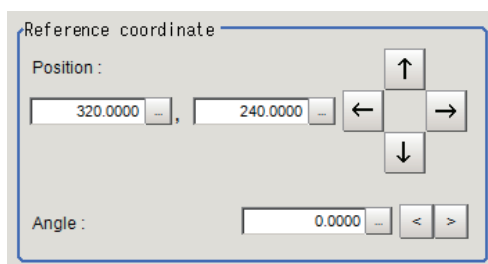 Reference coordinate
Position :
320.0000 ... , 240.0000 ... ← ↑ ↓ →
Angle : 0.0000 ... < >